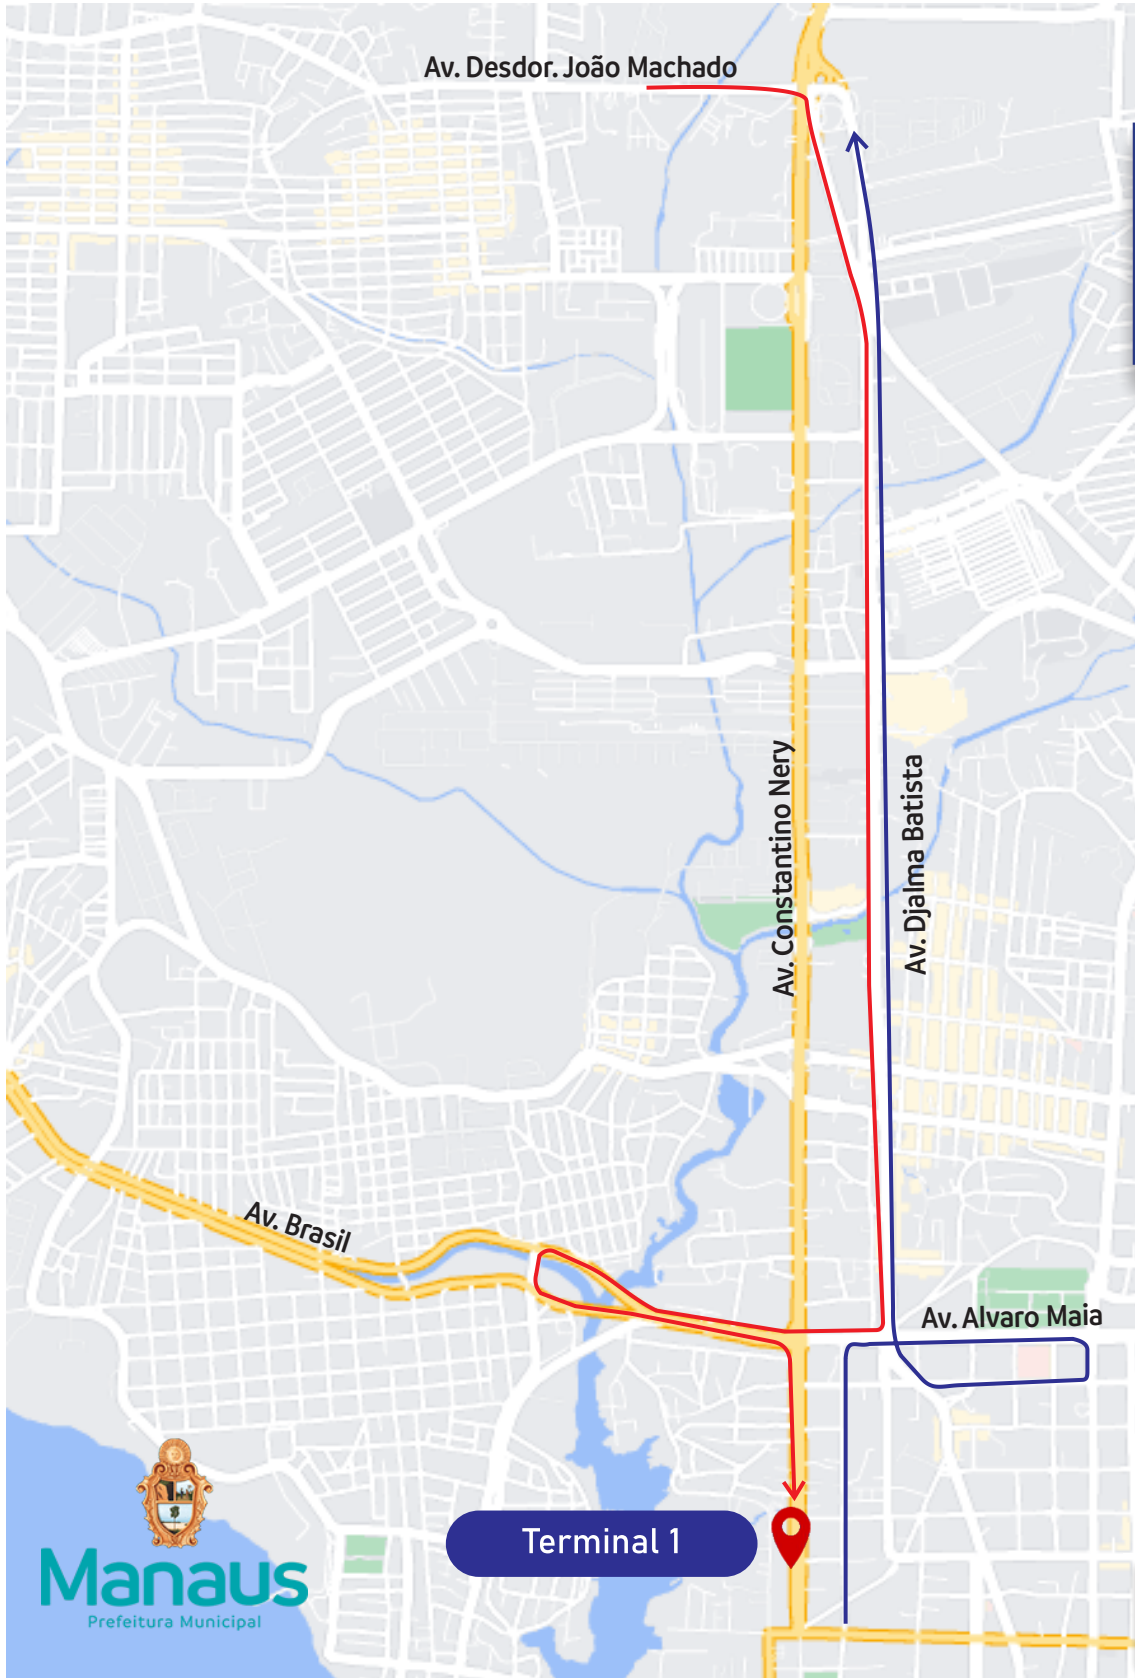 Av. Desdor. João Machado
Av. Constantino Nery
Av. Djalma Batista
Av. Brasil
Av. Alvaro Maia
Terminal 1
Manaus
Prefeitura Municipal